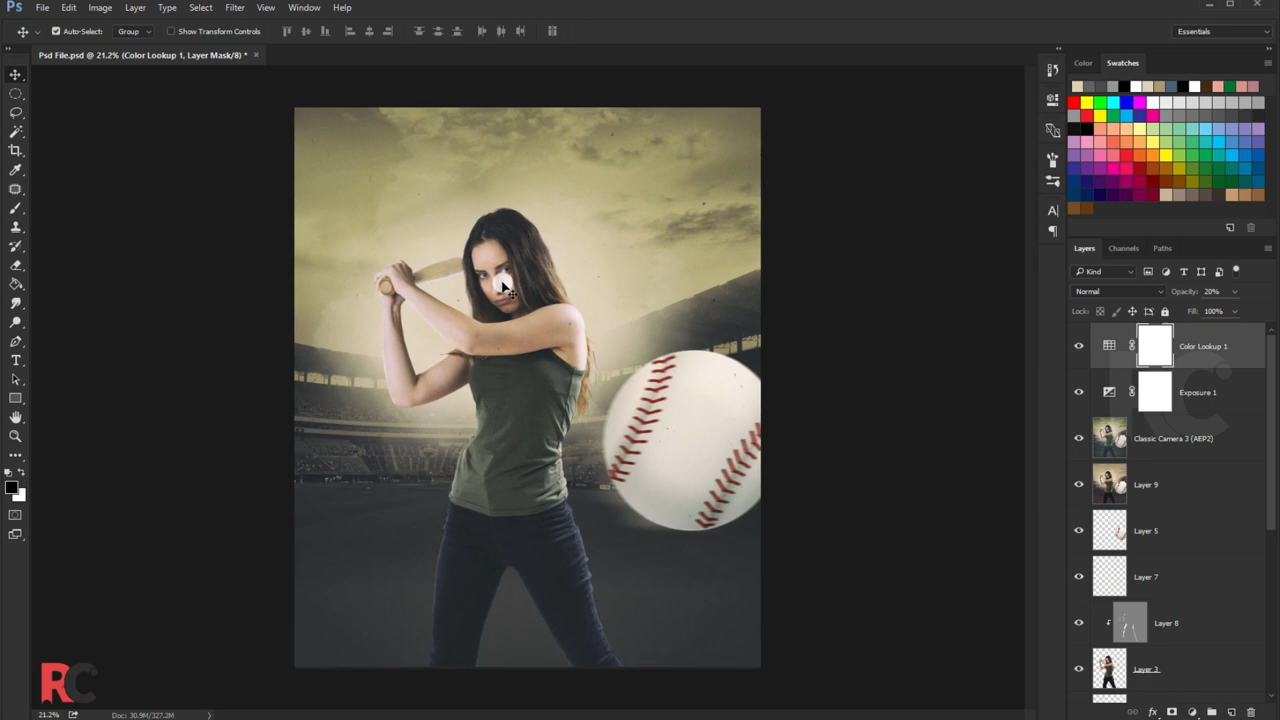 Ps File Edit Image Layer Type Select Filter View Window Help
Auto-Select: Group Show Transform Controls Essentials
Psd File.psd @ 21.2% (Color Lookup 1, Layer Mask/8) * ×
Color Swatches
Layers Channels Paths
Kind
Normal Opacity: 20%
Lock: Fill: 100%
Color Lookup 1
Exposure 1
Classic Camera 3 (AEP2)
Layer 9
Layer 5
Layer 7
Layer 8
Layer 3
RC
21.2% Doc: 30.9M/327.2M